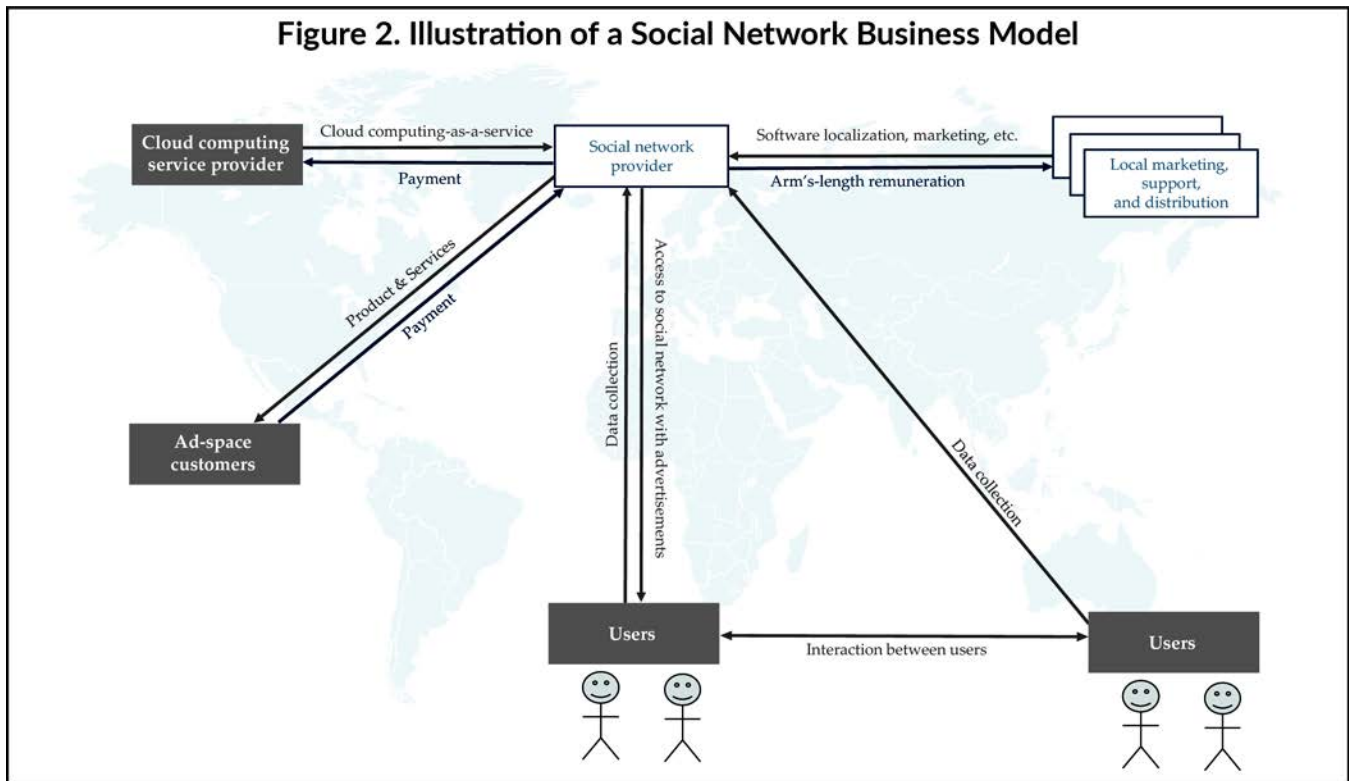 Figure 2. Illustration of a Social Network Business Model
Cloud computing
service provider
Cloud computing-as-a-service
Payment
Social network
provider
Software localization, marketing, etc.
Arm's-length remuneration
Local marketing,
support,
and distribution
Product & Services
Payment
Ad-space
customers
Data collection
Access to social network with advertisements
Data collection
Users
Interaction between users
Users